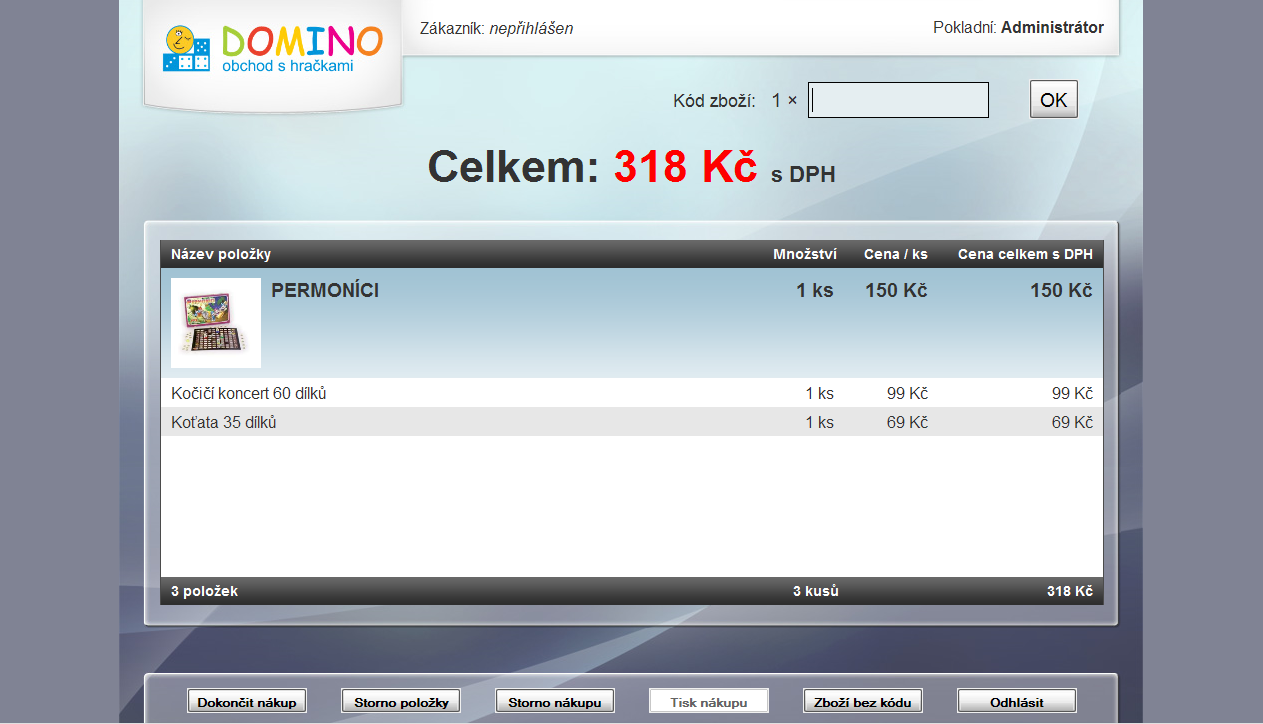 DOMINO
obchod s hračkami
Zákazník: nepřihlášen
Pokladní: Administrátor
Kód zboží: 1 ×
OK
Celkem: 318 Kč s DPH
Název položky Množství Cena / ks Cena celkem s DPH
PERMONÍCI 1 ks 150 Kč 150 Kč
Kočičí koncert 60 dílků 1 ks 99 Kč 99 Kč
Koťata 35 dílků 1 ks 69 Kč 69 Kč
3 položek 3 kusů 318 Kč
Dokončit nákup Storno položky Storno nákupu Tisk nákupu Zboží bez kódu Odhlásit